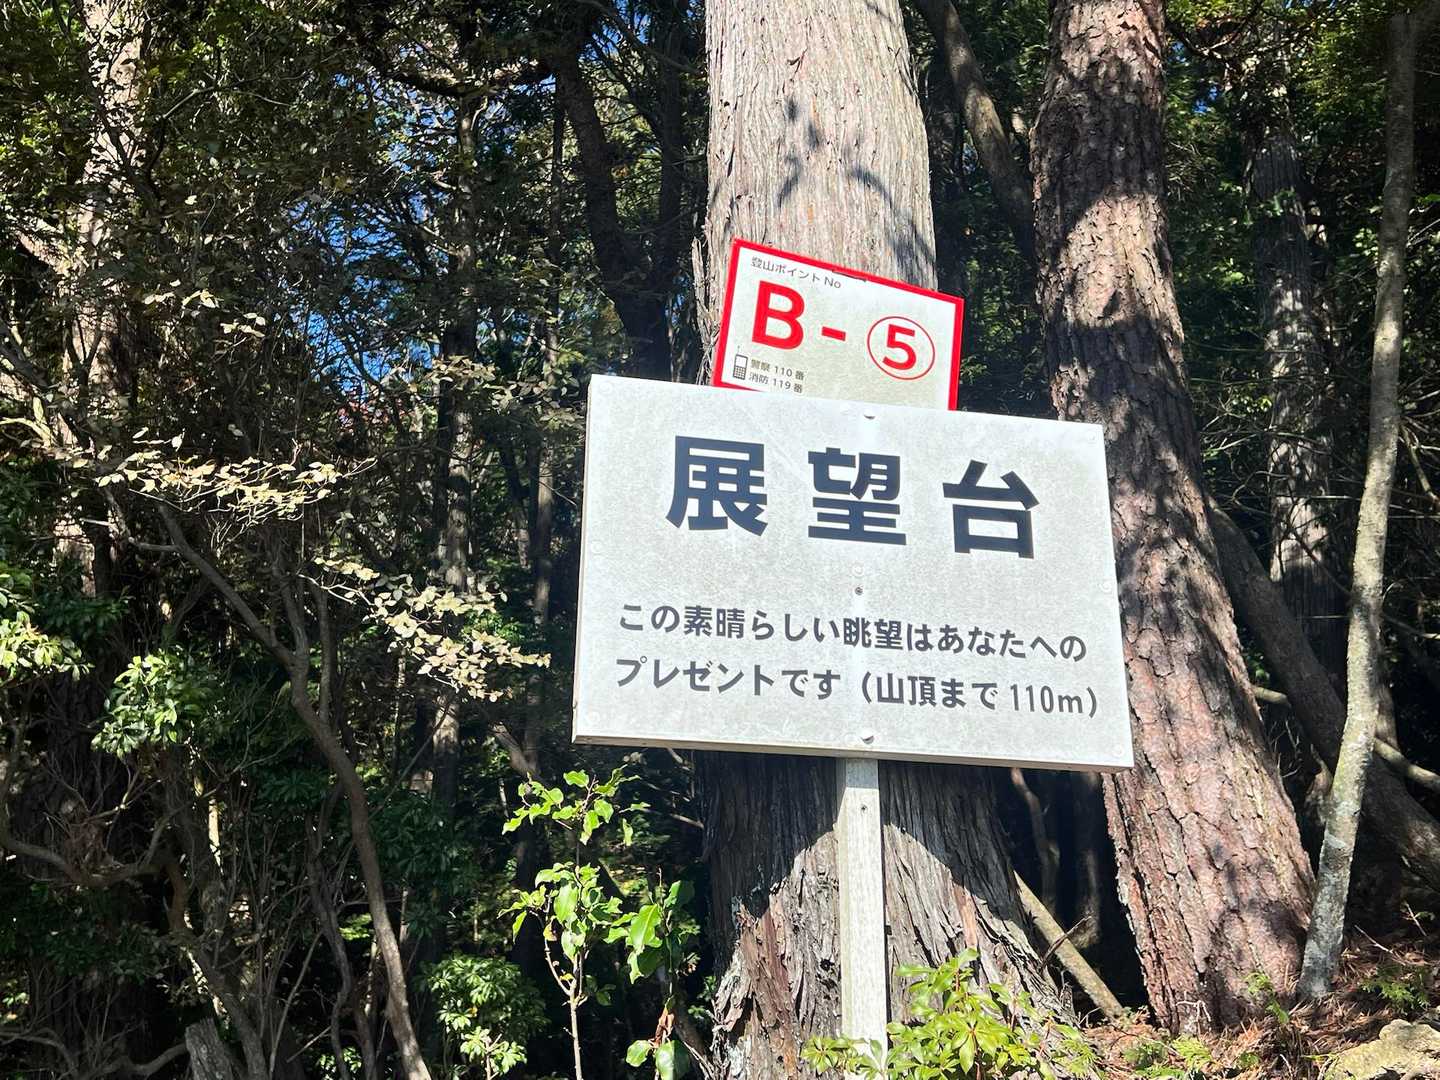 登山ポイント No
B-⑤
警察 110 番
消防 119 番
展望台
この素晴らしい眺望はあなたへの
プレゼントです（山頂まで 110m）